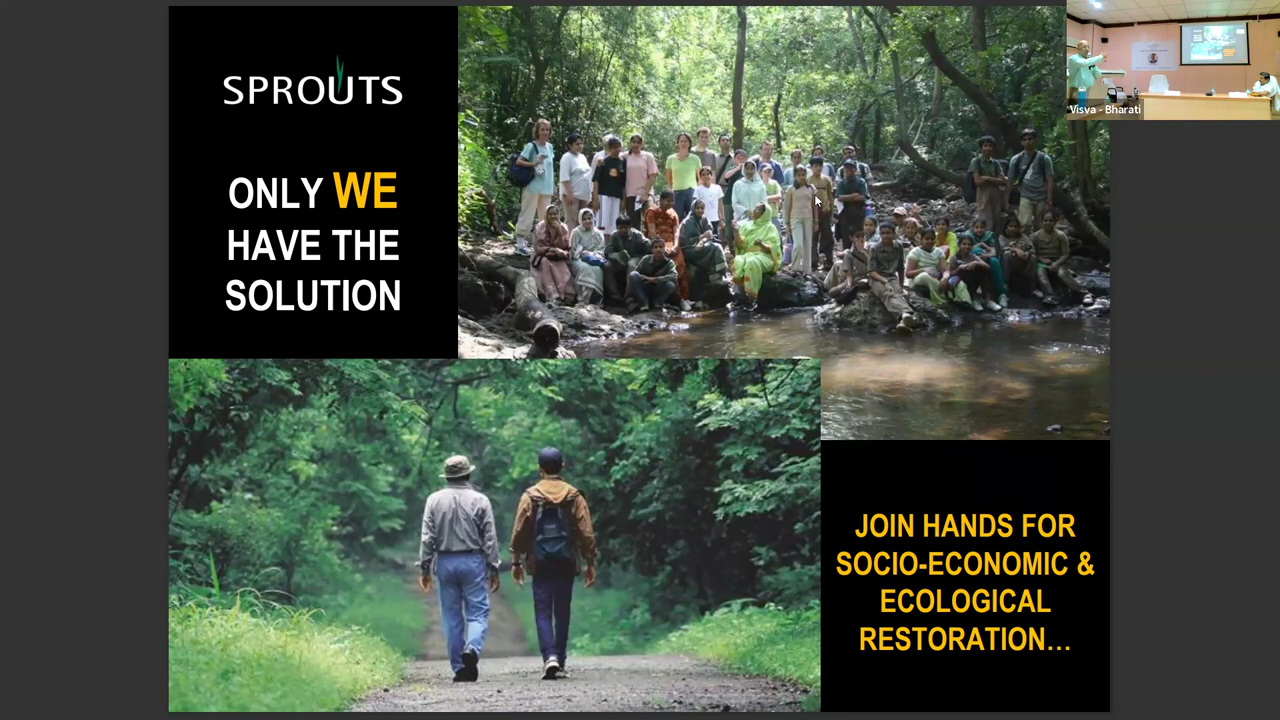 SPROUTS
ONLY WE
HAVE THE
SOLUTION
Visva - Bharati
JOIN HANDS FOR
SOCIO-ECONOMIC &
ECOLOGICAL
RESTORATION...